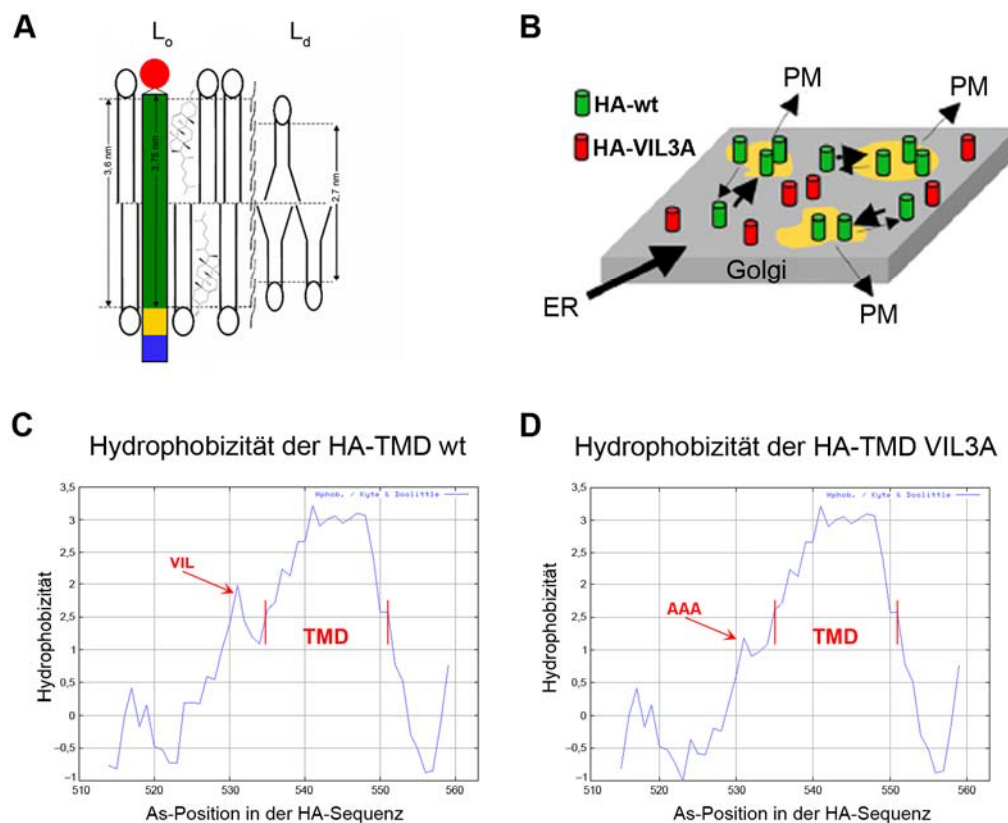 A
L_o
L_d
3,6 nm
3,75 nm
2,7 nm
B
HA-wt
HA-VIL3A
PM
PM
Golgi
ER
PM
C
Hydrophobizität der HA-TMD wt
Hphob. / Kyte & Doolittle
Hydrophobizität
3,5
3
2,5
2
1,5
1
0,5
0
−0,5
−1
VIL
TMD
510
520
530
540
550
560
As-Position in der HA-Sequenz
D
Hydrophobizität der HA-TMD VIL3A
Hphob. / Kyte & Doolittle
Hydrophobizität
3,5
3
2,5
2
1,5
1
0,5
0
−0,5
−1
AAA
TMD
510
520
530
540
550
560
As-Position in der HA-Sequenz